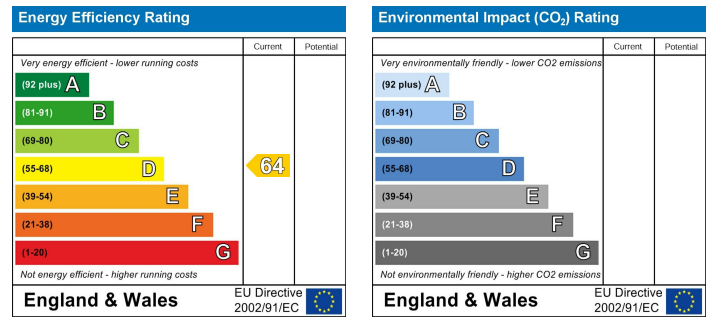 Energy Efficiency Rating
Current Potential
Very energy efficient - lower running costs
(92 plus) A
(81-91) B
(69-80) C
(55-68) D 64
(39-54) E
(21-38) F
(1-20) G
Not energy efficient - higher running costs
England & Wales
EU Directive
2002/91/EC
Environmental Impact (CO₂) Rating
Current Potential
Very environmentally friendly - lower CO2 emissions
(92 plus) A
(81-91) B
(69-80) C
(55-68) D
(39-54) E
(21-38) F
(1-20) G
Not environmentally friendly - higher CO2 emissions
England & Wales
EU Directive
2002/91/EC